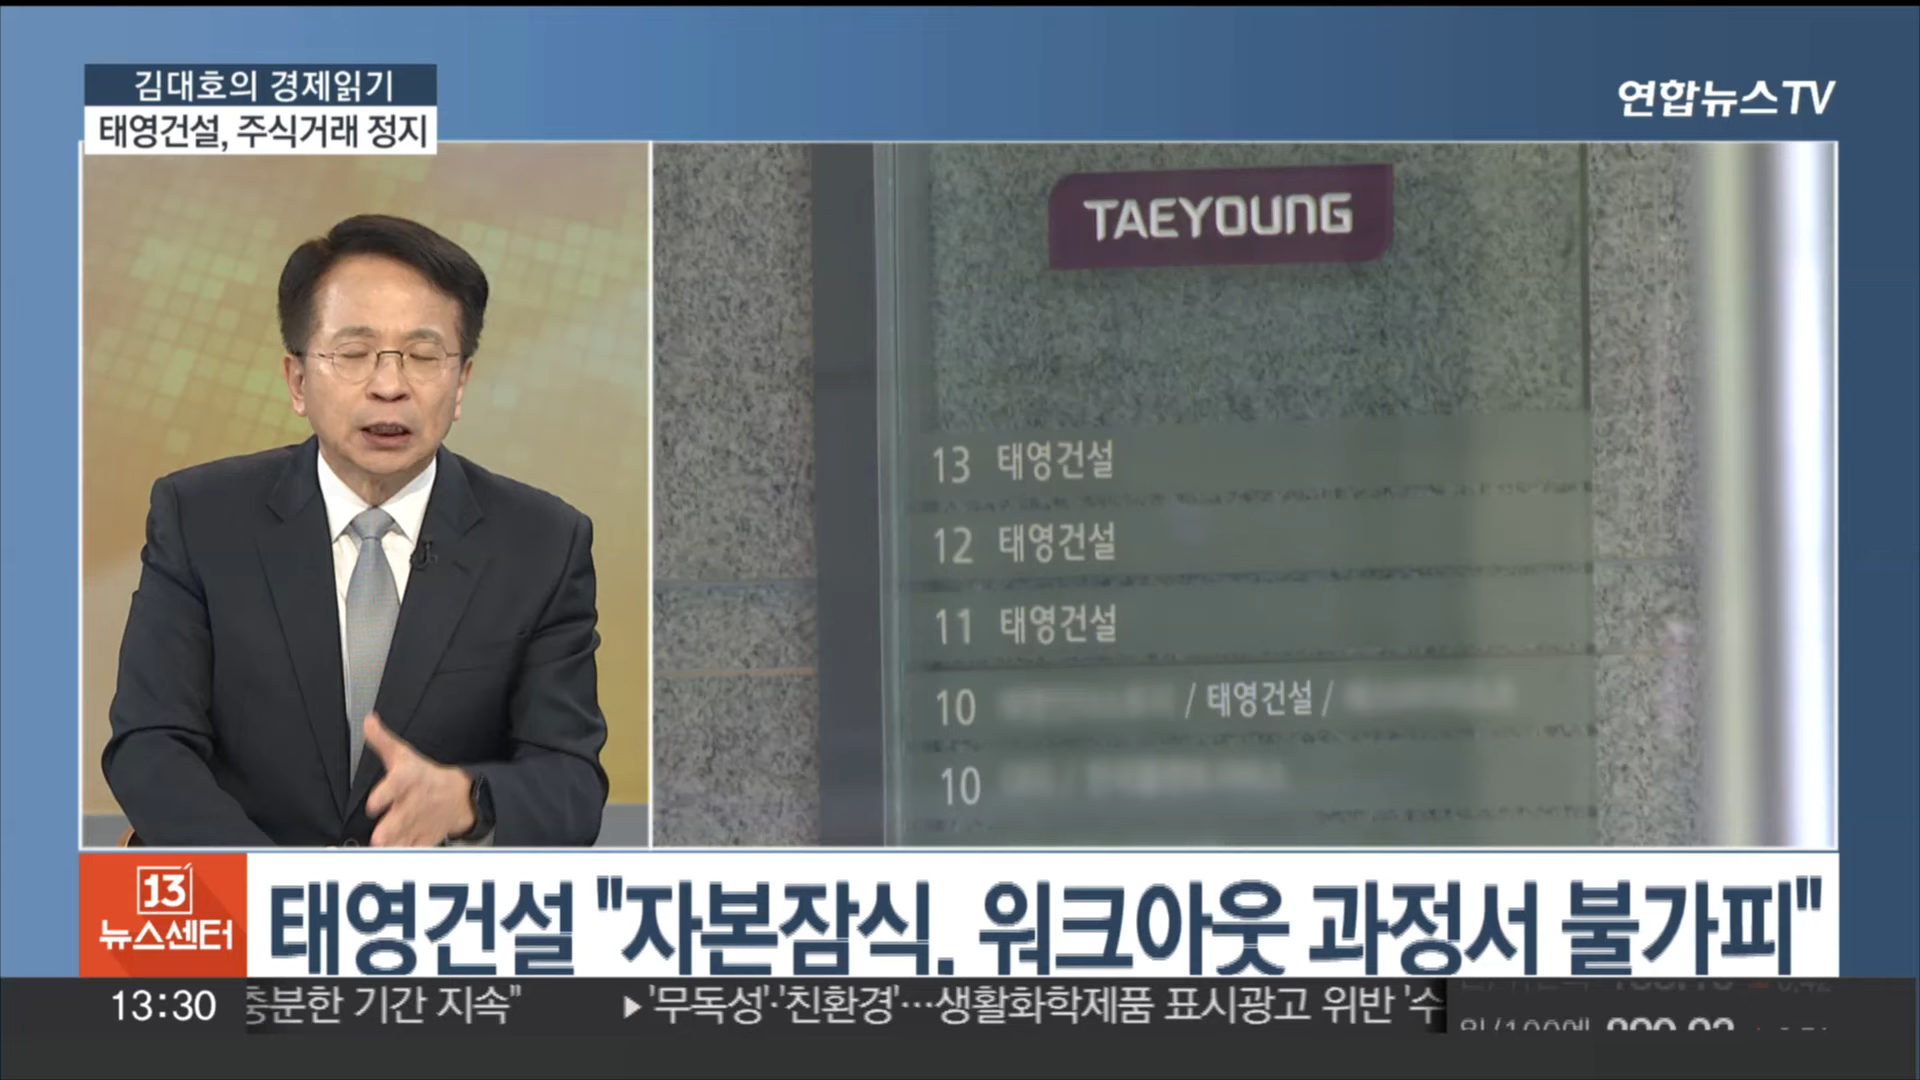 김대호의 경제읽기
태영건설, 주식거래 정지
연합뉴스TV
TAEYOUNG
13 태영건설
12 태영건설
11 태영건설
10 / 태영건설 /
10
13
뉴스센터
태영건설 "자본잠식, 워크아웃 과정서 불가피"
13:30 충분한 기간 지속" ▶'무독성'·'친환경'…생활화학제품 표시광고 위반 '수